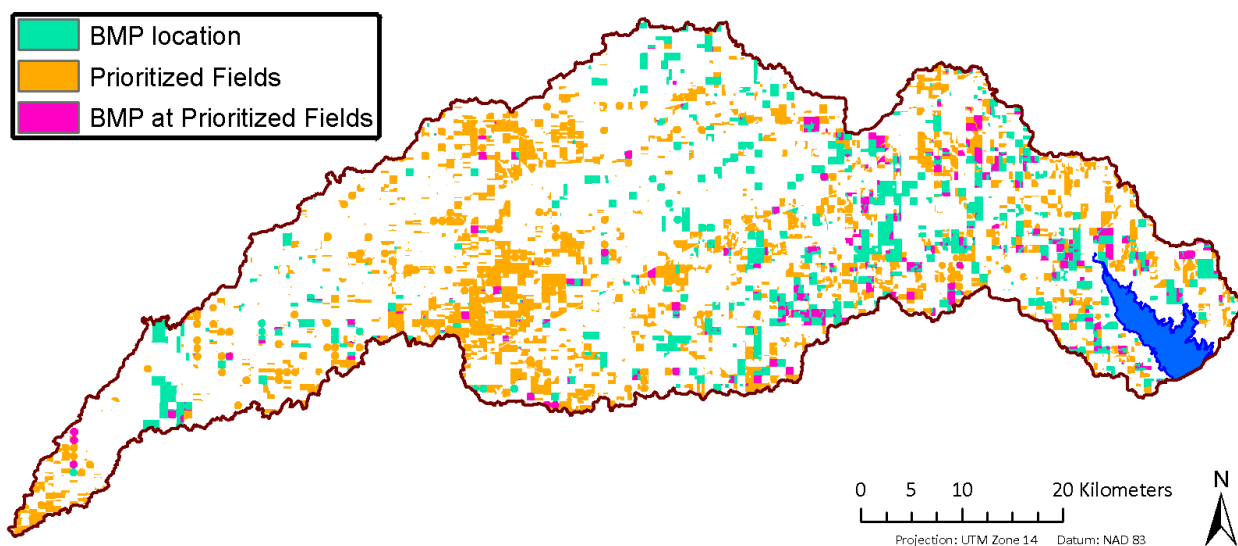 BMP location
Prioritized Fields
BMP at Prioritized Fields
N
0 5 10 20 Kilometers
Projection: UTM Zone 14 Datum: NAD 83